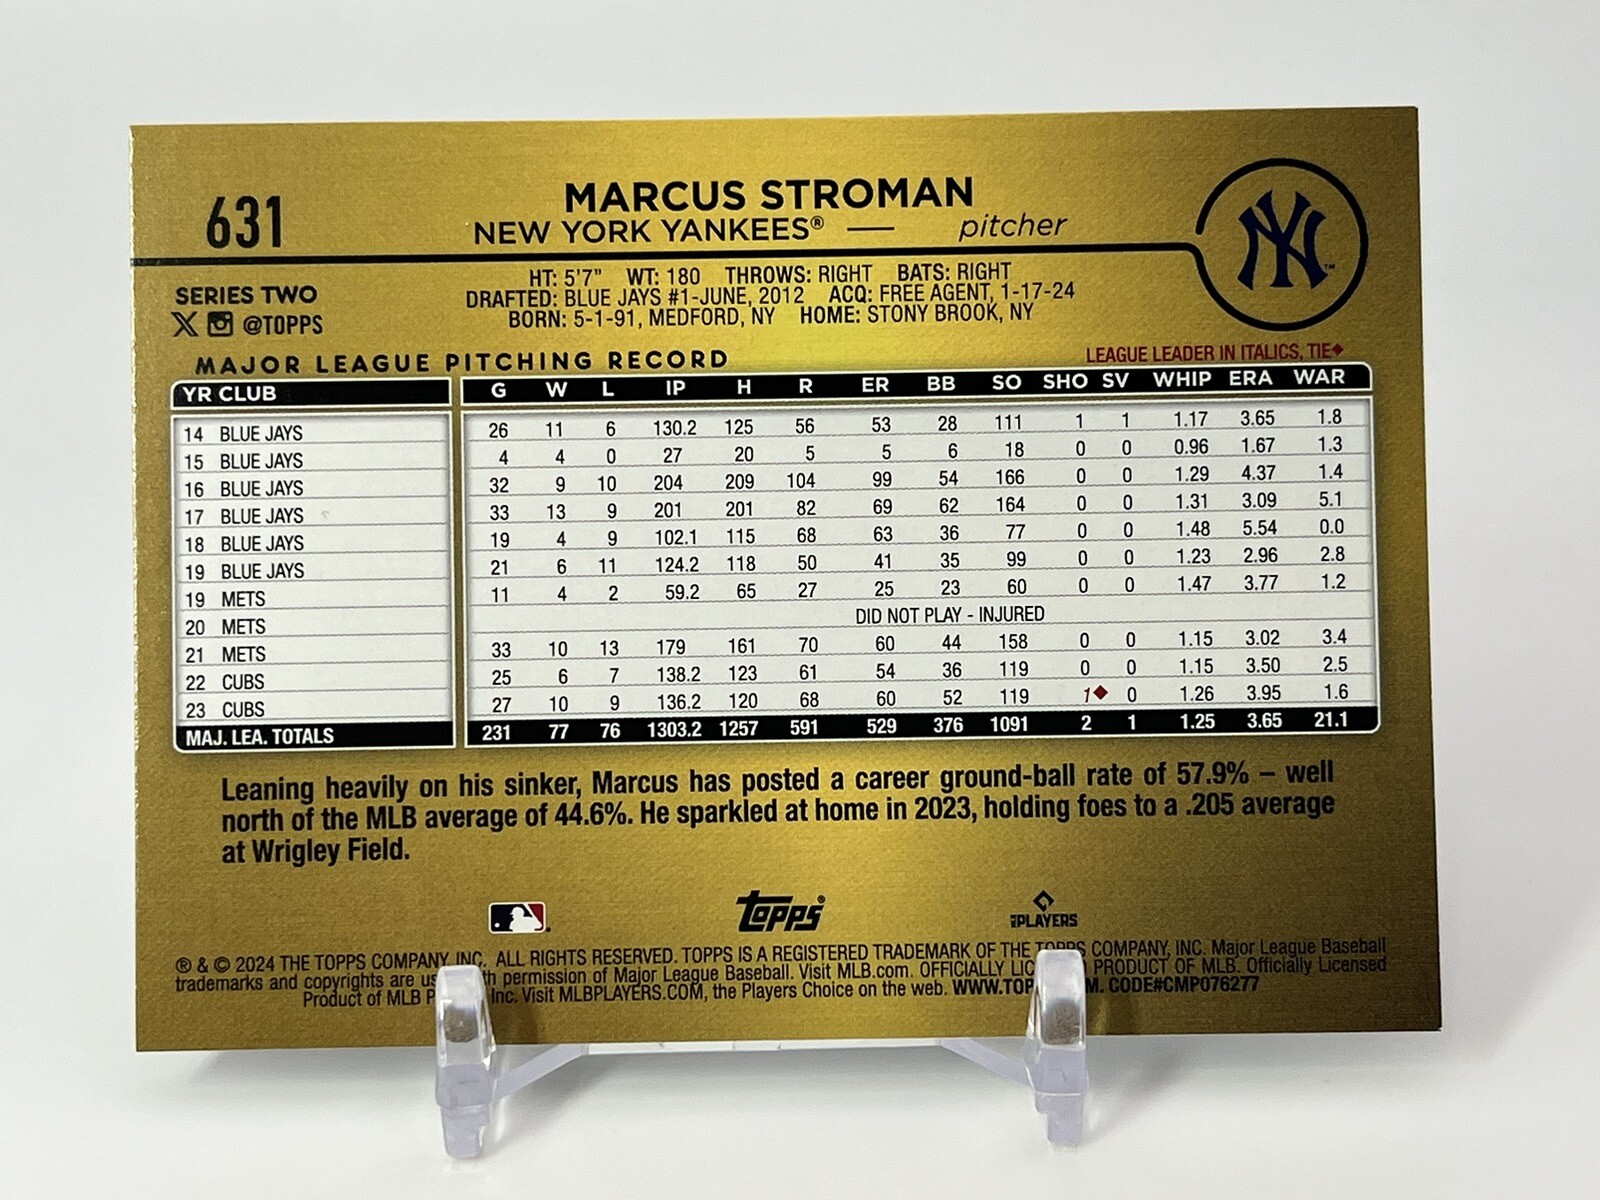 631
MARCUS STROMAN
NEW YORK YANKEES® — pitcher
NY™
SERIES TWO
X @TOPPS
HT: 5'7" WT: 180 THROWS: RIGHT BATS: RIGHT
DRAFTED: BLUE JAYS #1-JUNE, 2012 ACQ: FREE AGENT, 1-17-24
BORN: 5-1-91, MEDFORD, NY HOME: STONY BROOK, NY
MAJOR LEAGUE PITCHING RECORD
LEAGUE LEADER IN ITALICS, TIE◆
YR CLUB G W L IP H R ER BB SO SHO SV WHIP ERA WAR
14 BLUE JAYS 26 11 6 130.2 125 56 53 28 111 1 1 1.17 3.65 1.8
15 BLUE JAYS 4 4 0 27 20 5 5 6 18 0 0 0.96 1.67 1.3
16 BLUE JAYS 32 9 10 204 209 104 99 54 166 0 0 1.29 4.37 1.4
17 BLUE JAYS 33 13 9 201 201 82 69 62 164 0 0 1.31 3.09 5.1
18 BLUE JAYS 19 4 9 102.1 115 68 63 36 77 0 0 1.48 5.54 0.0
19 BLUE JAYS 21 6 11 124.2 118 50 41 35 99 0 0 1.23 2.96 2.8
19 METS 11 4 2 59.2 65 27 25 23 60 0 0 1.47 3.77 1.2
20 METS DID NOT PLAY - INJURED
21 METS 33 10 13 179 161 70 60 44 158 0 0 1.15 3.02 3.4
22 CUBS 25 6 7 138.2 123 61 54 36 119 0 0 1.15 3.50 2.5
23 CUBS 27 10 9 136.2 120 68 60 52 119 1◆ 0 1.26 3.95 1.6
MAJ. LEA. TOTALS 231 77 76 1303.2 1257 591 529 376 1091 2 1 1.25 3.65 21.1
Leaning heavily on his sinker, Marcus has posted a career ground-ball rate of 57.9% – well
north of the MLB average of 44.6%. He sparkled at home in 2023, holding foes to a .205 average
at Wrigley Field.
Topps®
PLAYERS
® & © 2024 THE TOPPS COMPANY, INC. ALL RIGHTS RESERVED. TOPPS IS A REGISTERED TRADEMARK OF THE TOPPS COMPANY, INC. Major League Baseball
trademarks and copyrights are permission of Major League Baseball. Visit MLB.com. OFFICIALLY PRODUCT OF MLB. Officially Licensed
Product of MLB Inc. Visit MLBPLAYERS.COM, the Players Choice on the web. CODE#CMP076277